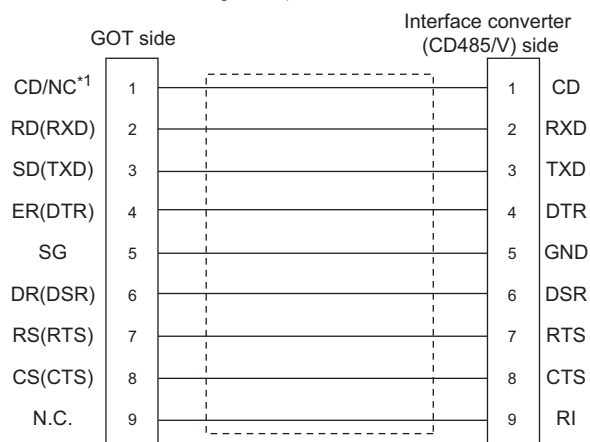 GOT side
Interface converter
(CD485/V) side
CD/NC*1 1 1 CD
RD(RXD) 2 2 RXD
SD(TXD) 3 3 TXD
ER(DTR) 4 4 DTR
SG 5 5 GND
DR(DSR) 6 6 DSR
RS(RTS) 7 7 RTS
CS(CTS) 8 8 CTS
N.C. 9 9 RI